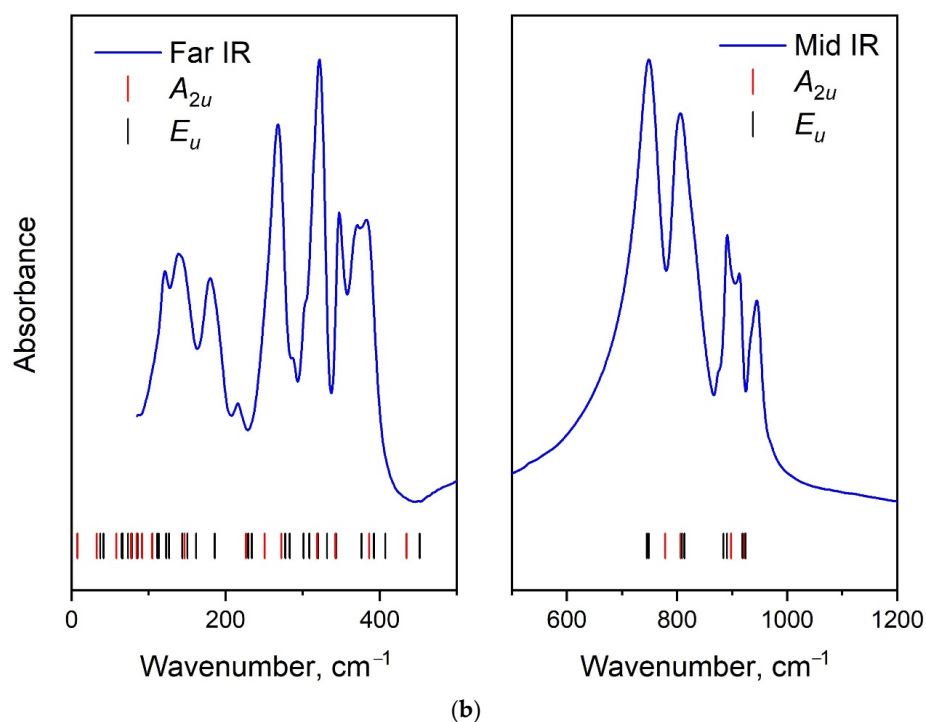 Absorbance
Far IR
A2u
Eu
0 200 400
Wavenumber, cm−1
Mid IR
A2u
Eu
600 800 1000 1200
Wavenumber, cm−1
(b)